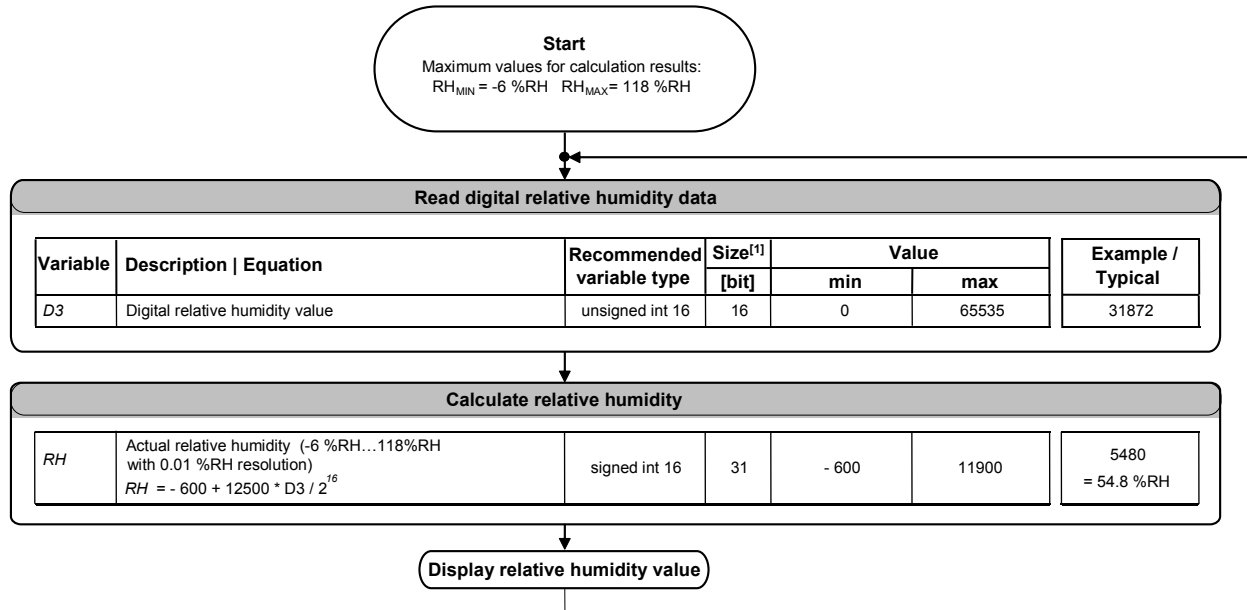 Start
Maximum values for calculation results:
RHMIN = -6 %RH RHMAX= 118 %RH
Read digital relative humidity data
Variable Description | Equation Recommended variable type Size[1] [bit] Value min max Example / Typical
D3 Digital relative humidity value unsigned int 16 16 0 65535 31872
Calculate relative humidity
RH Actual relative humidity (-6 %RH…118%RH
with 0.01 %RH resolution)
RH = - 600 + 12500 * D3 / 2^16
signed int 16 31 - 600 11900 5480
= 54.8 %RH
Display relative humidity value